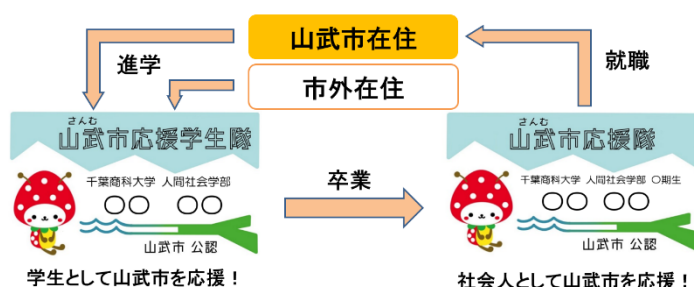 山武市在住
進学
就職
市外在住
さんむ
山武市応援学生隊
千葉商科大学 人間社会学部
〇〇 〇〇
山武市 公認
学生として山武市を応援！
卒業
さんむ
山武市応援隊
千葉商科大学 人間社会学部 〇期生
〇〇 〇〇
山武市 公認
社会人として山武市を応援！